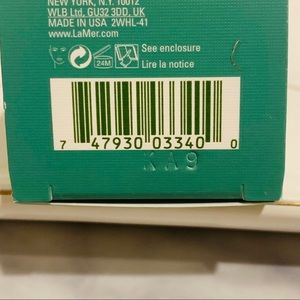 NEW YORK, N.Y. 10012
WLB Ltd, GU32 3DD, UK
MADE IN USA 2WHL-41
www.LaMer.com
24M
See enclosure
Lire la notice
7 47930 03340 0
KA9